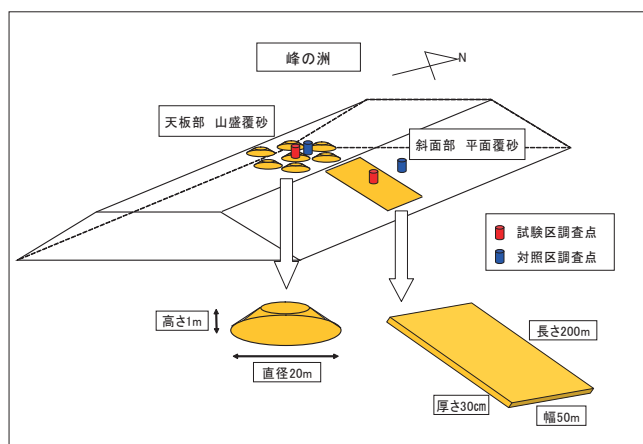 峰の洲
N
天板部 山盛覆砂
斜面部 平面覆砂
試験区調査点
対照区調査点
高さ1m
直径20m
長さ200m
厚さ30cm
幅50m